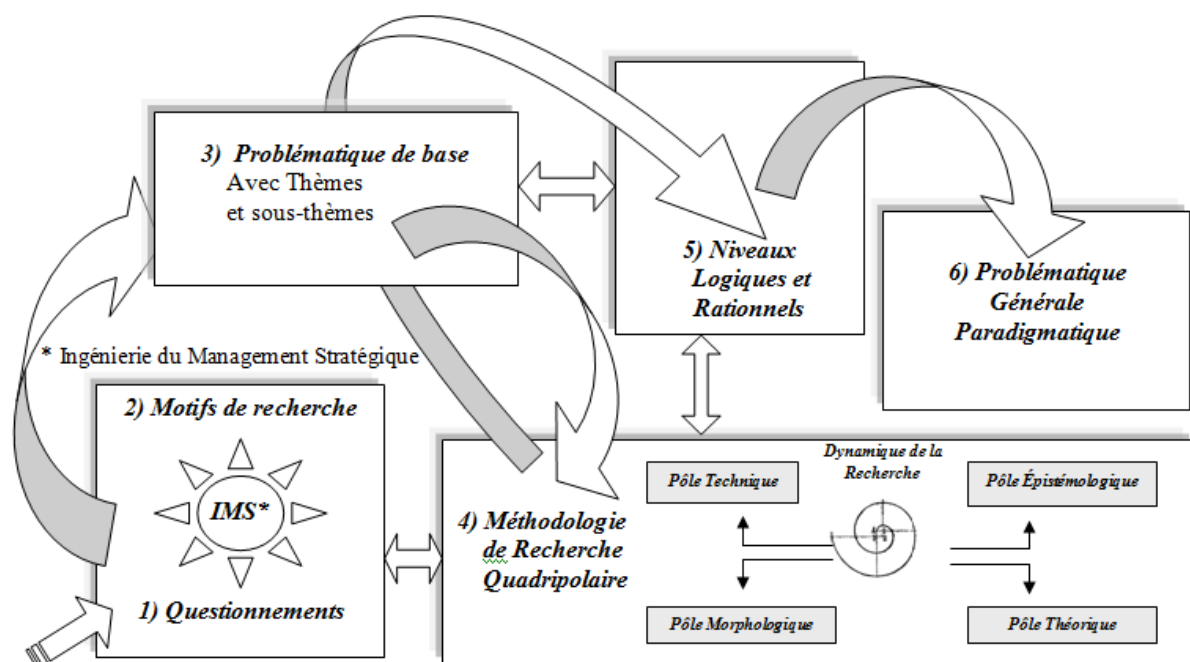 3) Problématique de base
Avec Thèmes
et sous-thèmes
5) Niveaux
Logiques et
Rationnels
6) Problématique
Générale
Paradigmatique
* Ingénierie du Management Stratégique
2) Motifs de recherche
IMS*
1) Questionnements
4) Méthodologie
de Recherche
Quadripolaire
Dynamique de la
Recherche
Pôle Technique
Pôle Épistémologique
Pôle Morphologique
Pôle Théorique